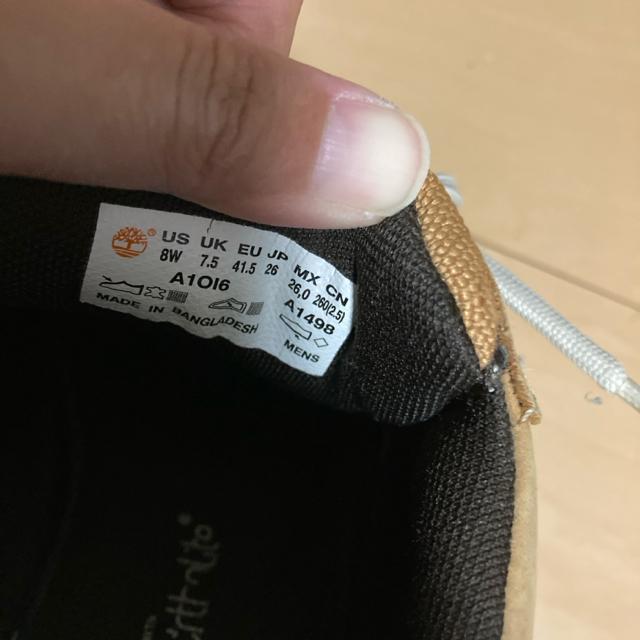 US UK EU JP MX CN
8W 7.5 41.5 26 26.0 260(2.5)
A1OI6 A149B
MADE IN BANGLADESH MENS